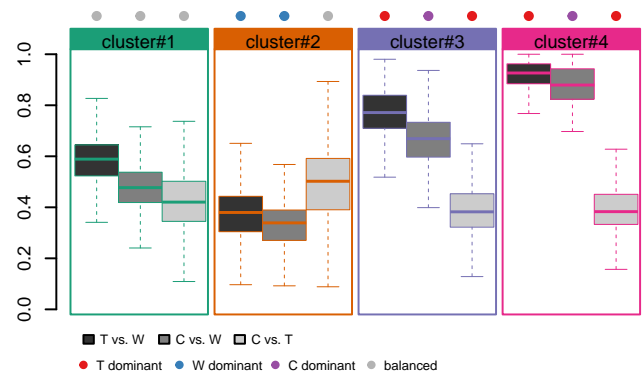 cluster#1 cluster#2 cluster#3 cluster#4
1.0
0.8
0.6
0.4
0.2
0.0
T vs. W C vs. W C vs. T
T dominant W dominant C dominant balanced